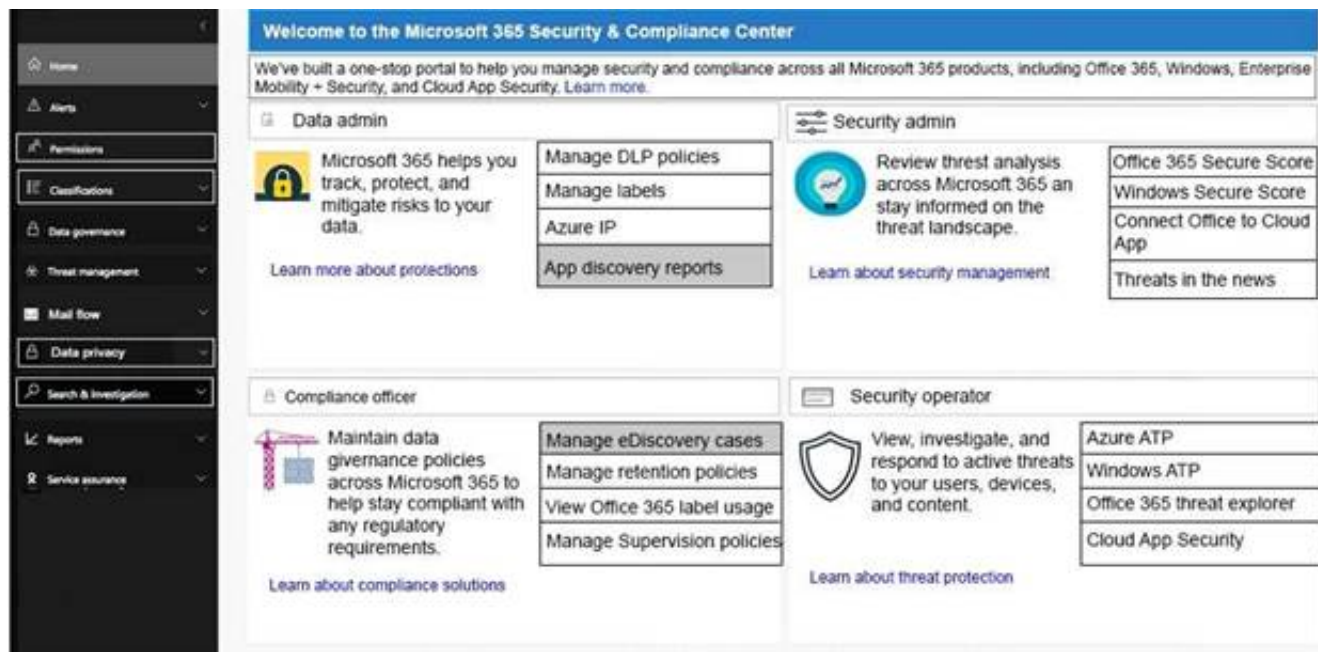 Home
Alerts
Permissions
Classifications
Data governance
Threat management
Mail flow
Data privacy
Search & Investigation
Reports
Service assurance
Welcome to the Microsoft 365 Security & Compliance Center
We've built a one-stop portal to help you manage security and compliance across all Microsoft 365 products, including Office 365, Windows, Enterprise
Mobility + Security, and Cloud App Security. Learn more.
Data admin
Microsoft 365 helps you
track, protect, and
mitigate risks to your
data.
Learn more about protections
Manage DLP policies
Manage labels
Azure IP
App discovery reports
Security admin
Review threst analysis
across Microsoft 365 an
stay informed on the
threat landscape.
Learn about security management
Office 365 Secure Score
Windows Secure Score
Connect Office to Cloud
App
Threats in the news
Compliance officer
Maintain data
governance policies
across Microsoft 365 to
help stay compliant with
any regulatory
requirements.
Learn about compliance solutions
Manage eDiscovery cases
Manage retention policies
View Office 365 label usage
Manage Supervision policies
Security operator
View, investigate, and
respond to active threats
to your users, devices,
and content.
Learn about threat protection
Azure ATP
Windows ATP
Office 365 threat explorer
Cloud App Security